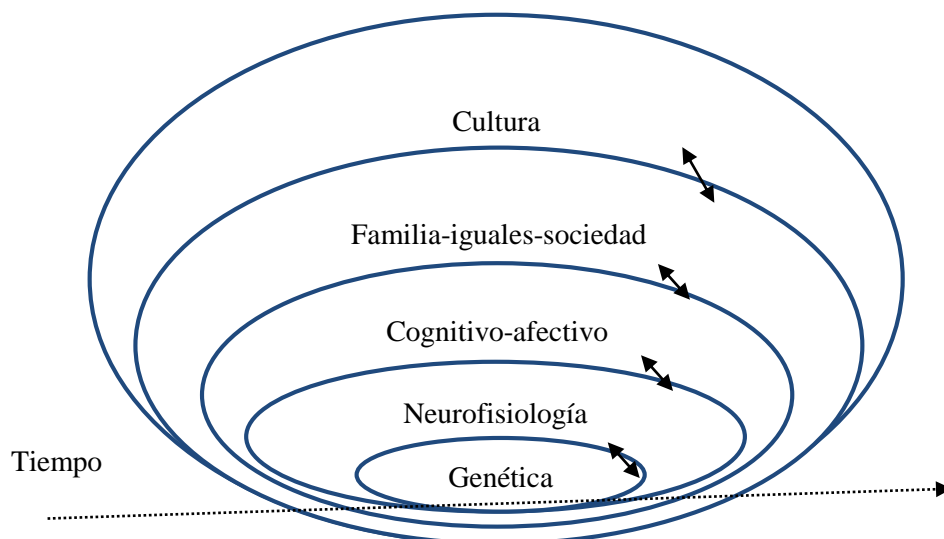 Cultura
Familia-iguales-sociedad
Cognitivo-afectivo
Neurofisiología
Tiempo
Genética